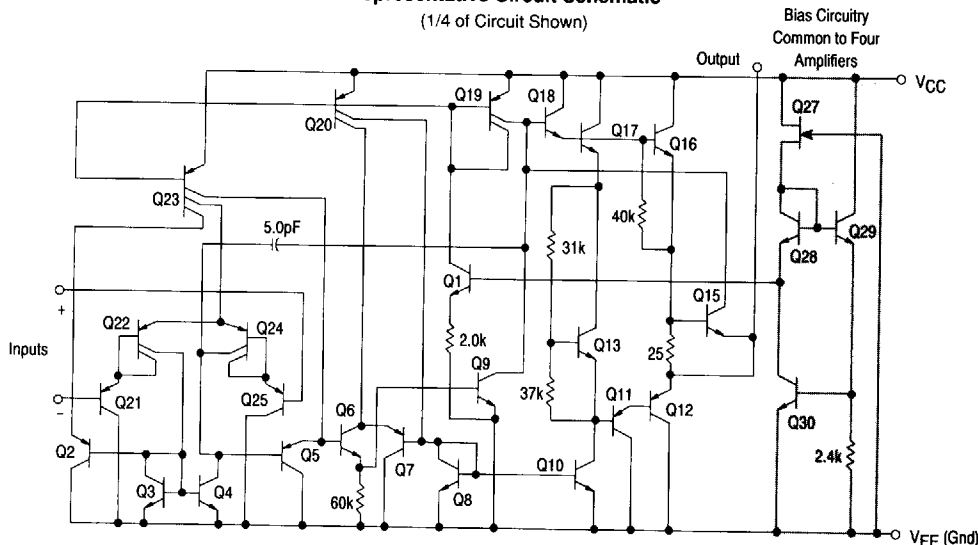 (1/4 of Circuit Shown)
Bias Circuitry
Common to Four
Amplifiers
Output
VCC
Q27
Q19
Q18
Q20
Q17
Q16
Q23
5.0pF
40k
31k
Q28
Q29
Q1
+
Q22
Q24
Q15
Inputs
2.0k
Q13
25
Q9
−
Q21
Q25
37k
Q11
Q12
Q30
Q2
Q6
Q5
Q7
Q10
2.4k
Q3
Q4
60k
Q8
VEE (Gnd)